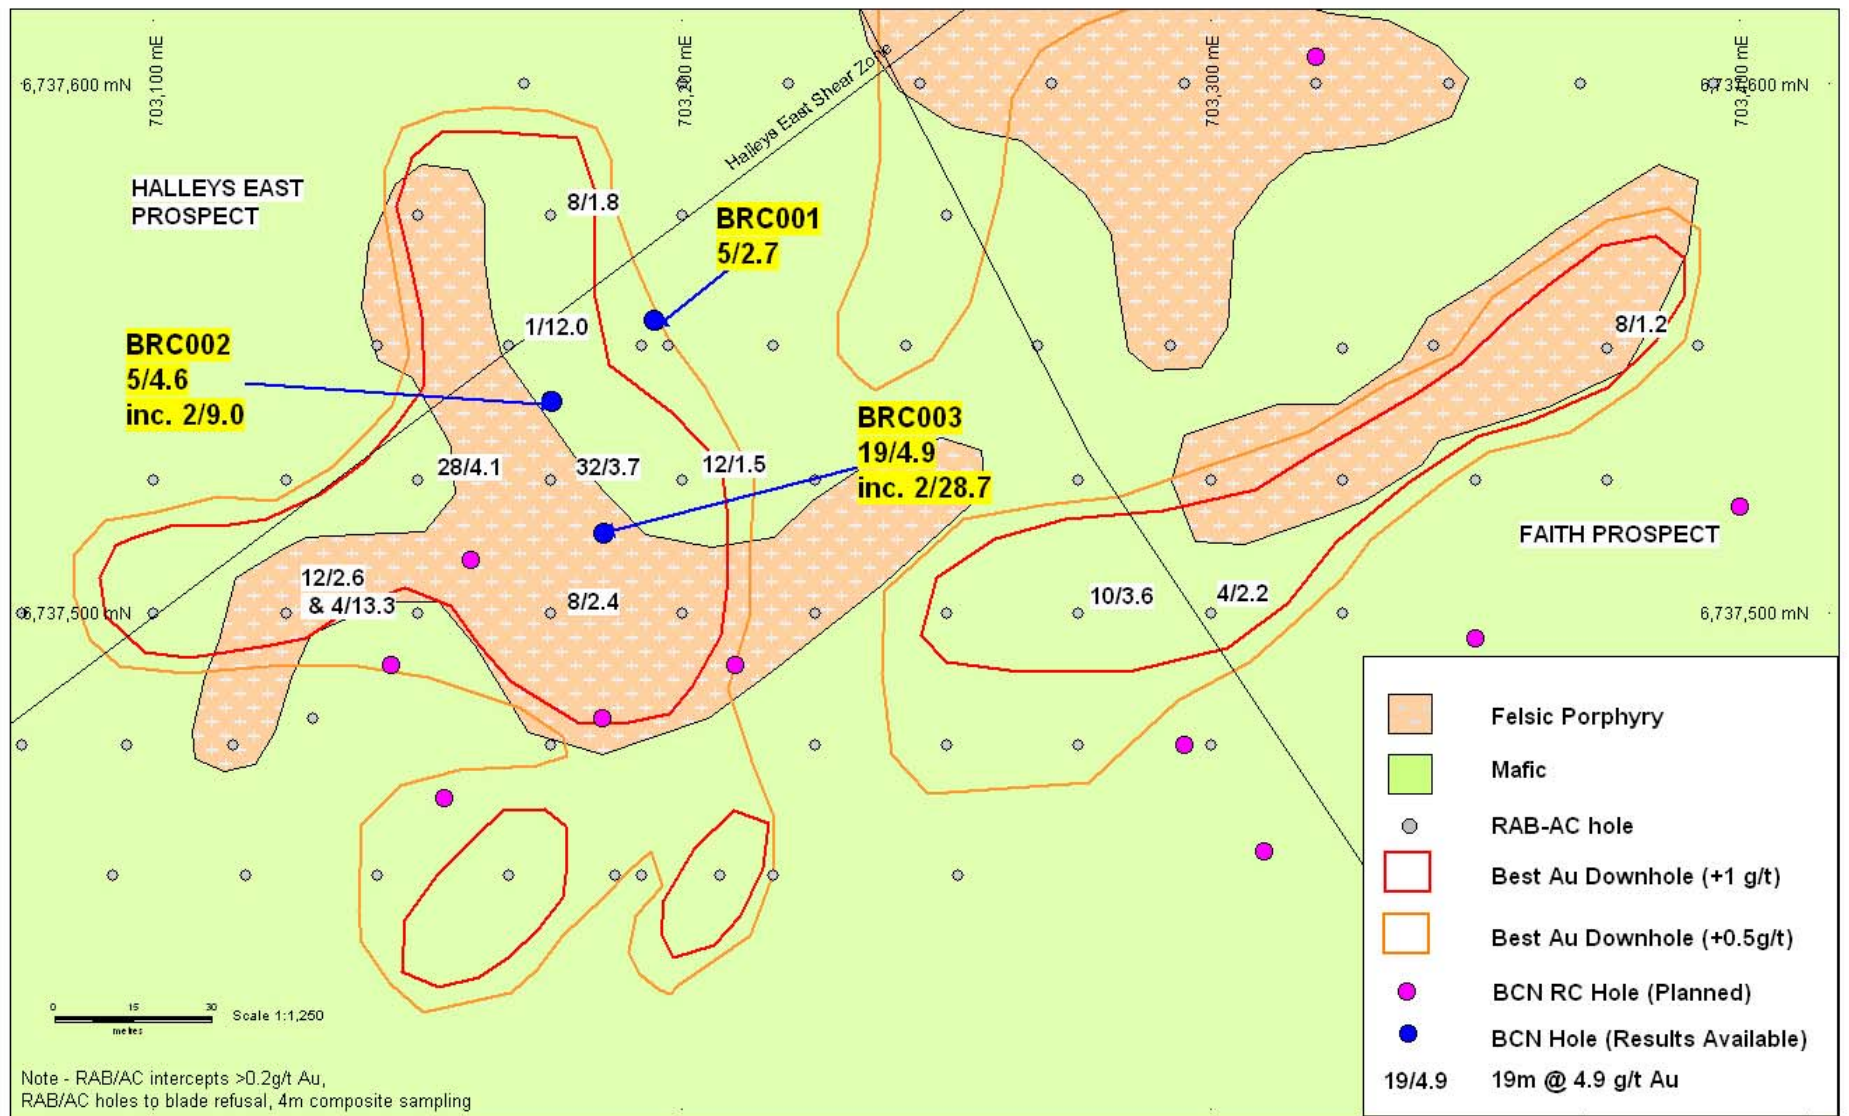 703,100 mE
703,200 mE
703,300 mE
703,400 mE
6,737,600 mN
6,737,600 mN
Halleys East Shear Zone
HALLEYS EAST
PROSPECT
8/1.8
BRC001
5/2.7
1/12.0
8/1.2
BRC002
5/4.6
inc. 2/9.0
BRC003
19/4.9
inc. 2/28.7
28/4.1
32/3.7
12/1.5
FAITH PROSPECT
12/2.6
& 4/13.3
8/2.4
10/3.6
4/2.2
6,737,500 mN
6,737,500 mN
Felsic Porphyry
Mafic
RAB-AC hole
Best Au Downhole (+1 g/t)
Best Au Downhole (+0.5g/t)
BCN RC Hole (Planned)
BCN Hole (Results Available)
19/4.9 19m @ 4.9 g/t Au
0 15 30
metres
Scale 1:1,250
Note - RAB/AC intercepts >0.2g/t Au,
RAB/AC holes to blade refusal, 4m composite sampling